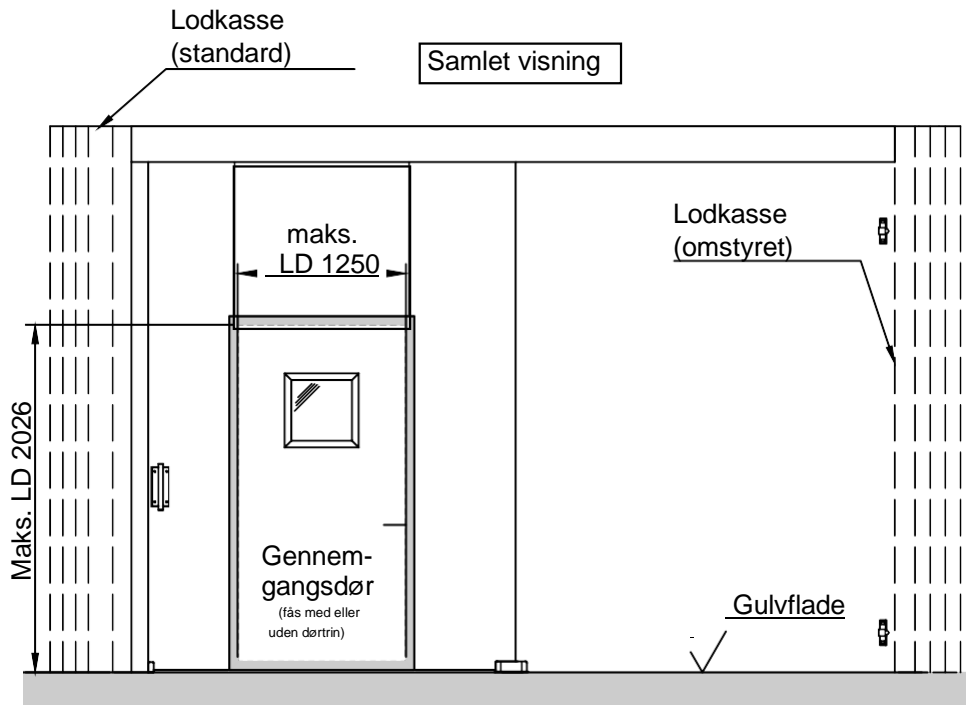 Lodkasse
(standard)
Samlet visning
maks.
LD 1250
Lodkasse
(omstyret)
Maks. LD 2026
Gennem-
gangsdør
(fås med eller
uden dørtrin)
Gulvflade